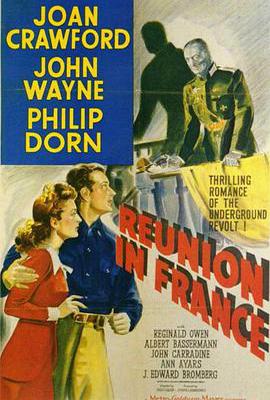 JOAN
CRAWFORD
JOHN
WAYNE
PHILIP
DORN
THRILLING
ROMANCE
OF THE
UNDERGROUND
REVOLT !
REUNION
IN FRANCE
with
REGINALD OWEN
ALBERT BASSERMANN
JOHN CARRADINE
ANN AYARS
J. EDWARD BROMBERG